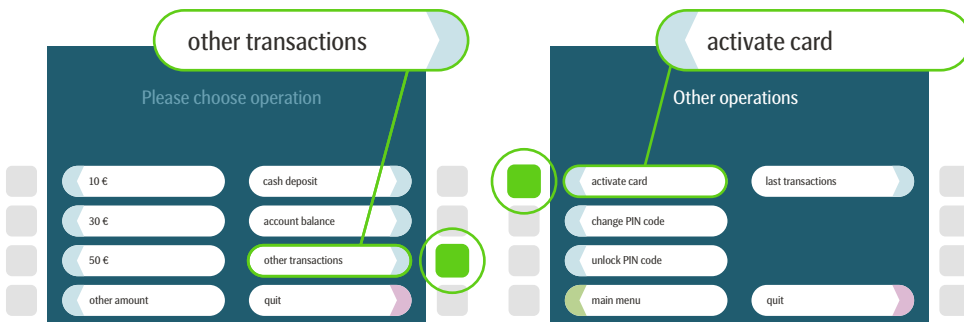 other transactions
Please choose operation
10 €
cash deposit
30 €
account balance
50 €
other transactions
other amount
quit
activate card
Other operations
activate card
last transactions
change PIN code
unlock PIN code
main menu
quit